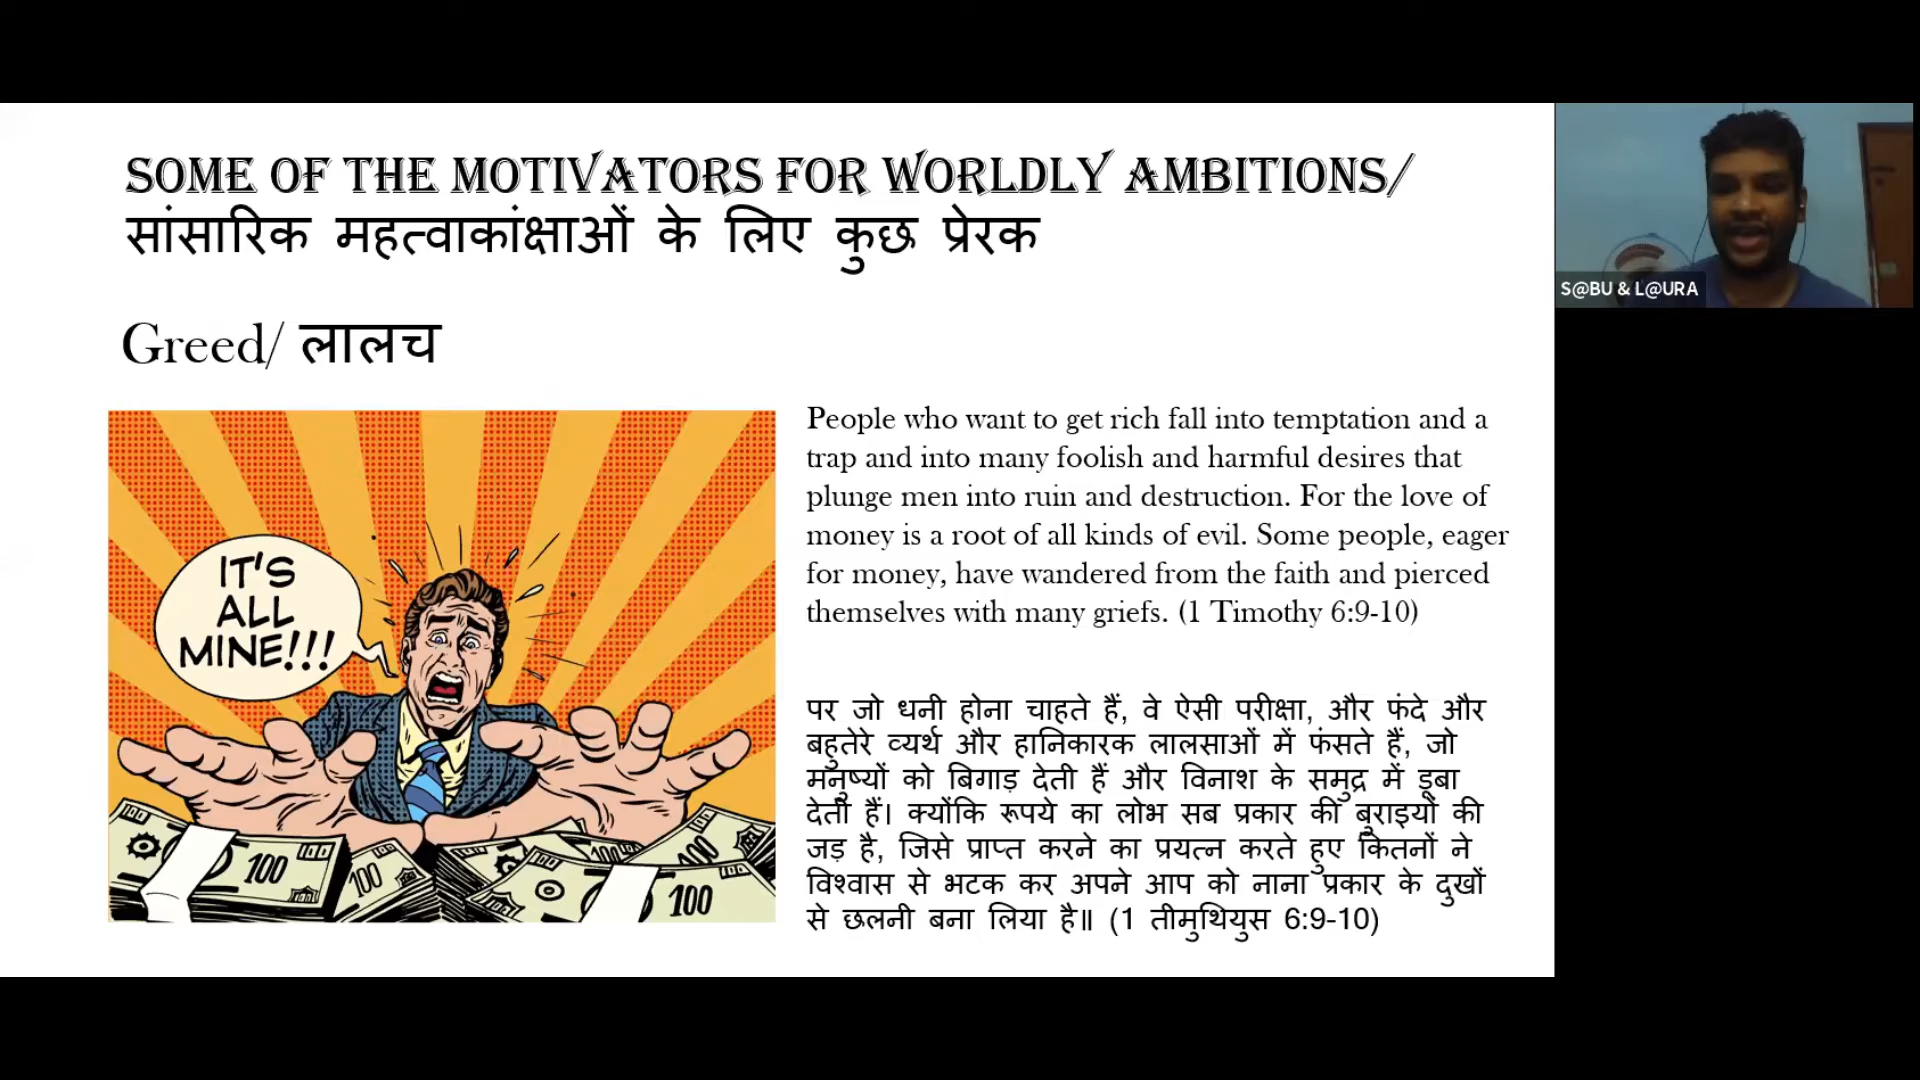 SOME OF THE MOTIVATORS FOR WORLDLY AMBITIONS/
सांसारिक महत्वाकांक्षाओं के लिए कुछ प्रेरक
Greed/ लालच
IT'S
ALL
MINE!!!
100
100
100
100
People who want to get rich fall into temptation and a
trap and into many foolish and harmful desires that
plunge men into ruin and destruction. For the love of
money is a root of all kinds of evil. Some people, eager
for money, have wandered from the faith and pierced
themselves with many griefs. (1 Timothy 6:9-10)
पर जो धनी होना चाहते हैं, वे ऐसी परीक्षा, और फंदे और
बहुतेरे व्यर्थ और हानिकारक लालसाओं में फंसते हैं, जो
मनुष्यों को बिगाड़ देती हैं और विनाश के समुद्र में डूबा
देती हैं। क्योंकि रूपये का लोभ सब प्रकार की बुराइयों की
जड़ है, जिसे प्राप्त करने का प्रयत्न करते हुए कितनों ने
विश्वास से भटक कर अपने आप को नाना प्रकार के दुखों
से छलनी बना लिया है॥ (1 तीमुथियुस 6:9-10)
S@BU & L@URA